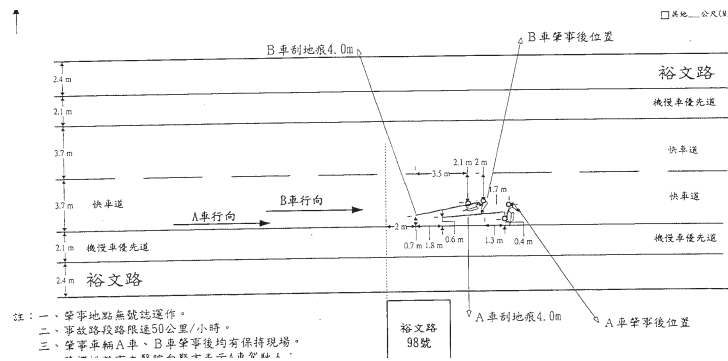 □其他___公尺(M
B車刮地痕4.0m
B車肇事後位置
2.4 m
裕文路
2.1 m
機慢車優先道
3.7 m
快車道
2.1 m 2 m
3.5 m
3.7 m
快車道
A車行向
B車行向
1.7 m
快車道
2 m
0.7 m 1.8 m 0.6 m 1.3 m 0.4 m
2.1 m
機慢車優先道
機慢車優先道
2.4 m
裕文路
A車刮地痕4.0m
A車肇事後位置
裕文路
98號
註：一、肇事地點無號誌運作。
二、事故路段路限速50公里/小時。
三、肇事車輛A車、B車肇事後均有保持現場。